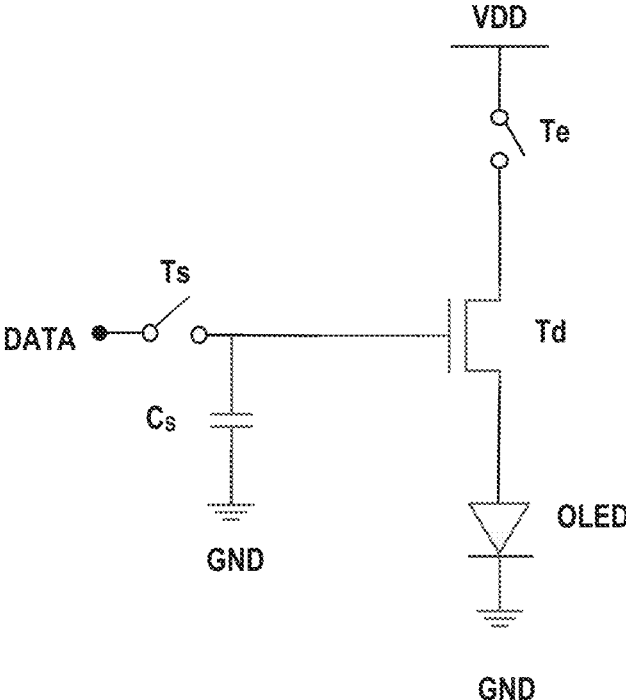 VDD
Te
Ts
DATA
Td
Cs
OLED
GND
GND